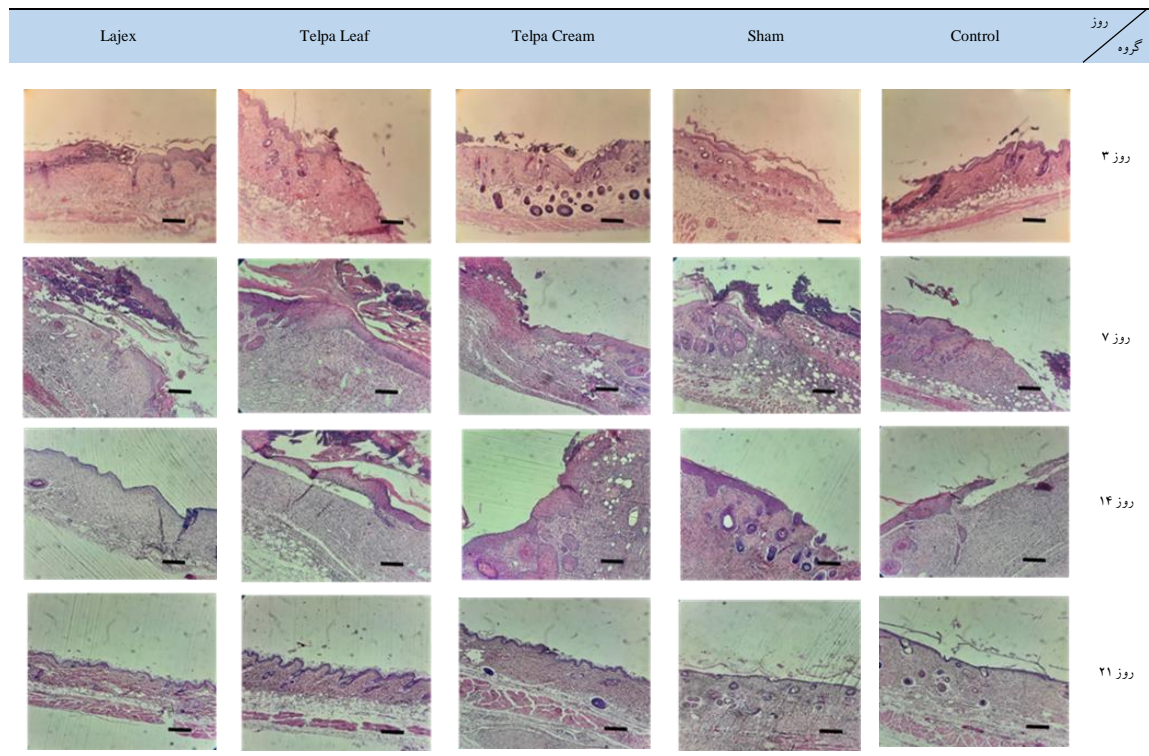 Lajex Telpa Leaf Telpa Cream Sham Control روز
گروه
روز ۳
روز ۷
روز ۱۴
روز ۲۱